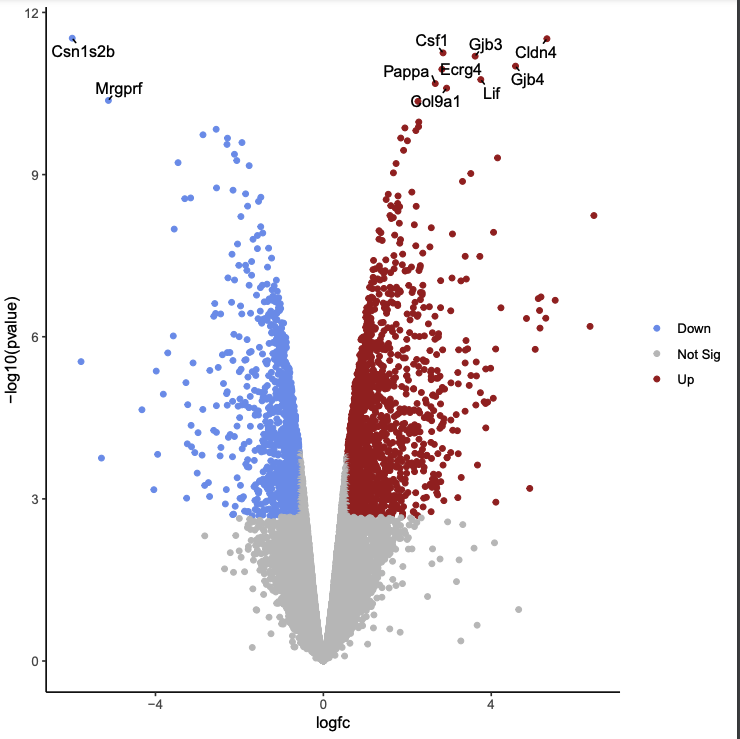 12
Csf1
Gjb3
Cldn4
Csn1s2b
Ecrg4
Pappa
Gjb4
Mrgprf
Lif
Col9a1
9
−log10(pvalue)
6
Down
Not Sig
Up
3
0
−4
0
4
logfc